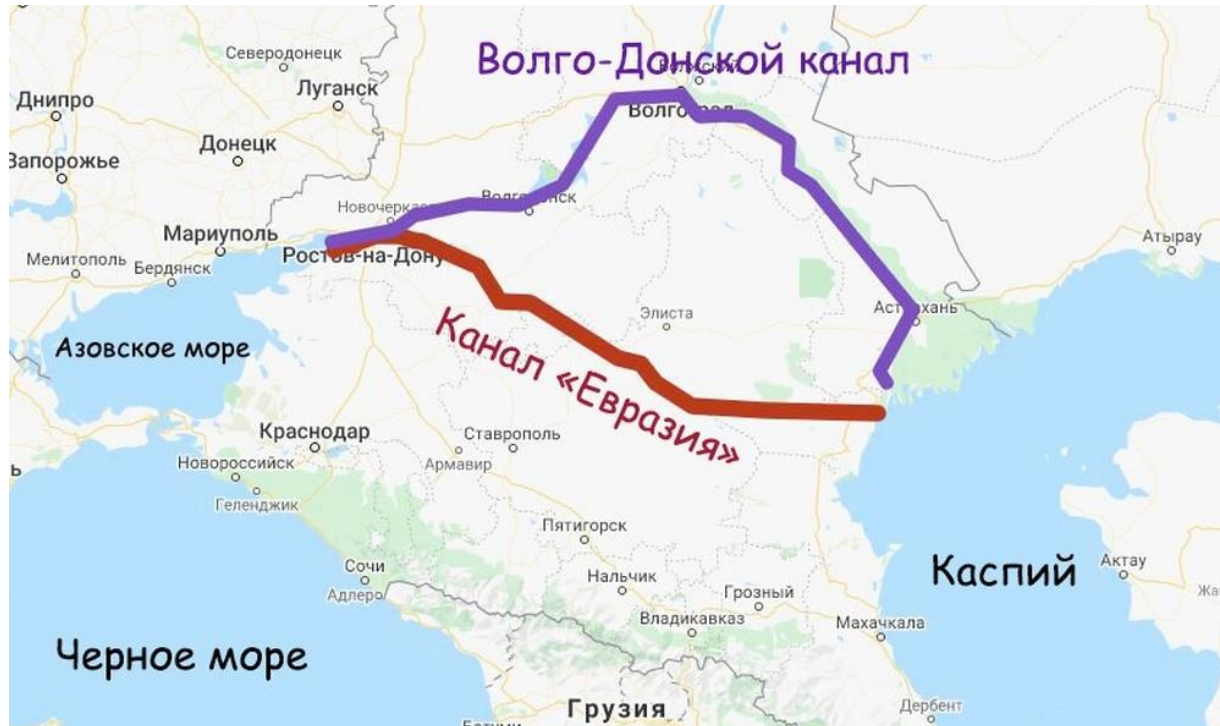 Волго-Донской канал
Северодонецк
Луганск
Днипро
Волгоград
Донецк
Запорожье
Новочеркас
Мариуполь
Ростов-на-Дону
Мелитополь
Бердянск
Атырау
Элиста
Азовское море
Канал «Евразия»
Краснодар
Ставрополь
Новороссийск
Армавир
Геленджик
Пятигорск
Сочи
Адлер
Нальчик
Грозный
Владикавказ
Махачкала
Каспий
Актау
Черное море
Грузия
Дербент